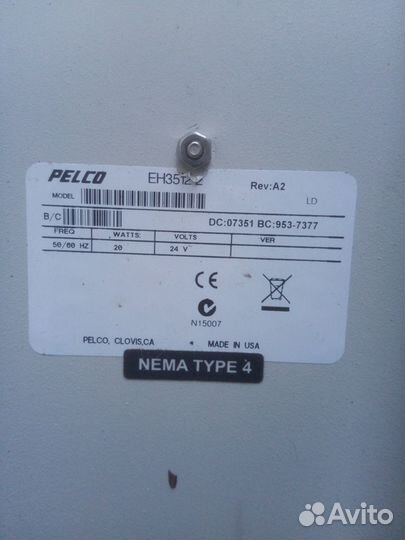 PELCO EH3512-2 Rev:A2
MODEL LD
B/C DC:07351 BC:953-7377
FREQ WATTS: VOLTS VER
50/60 HZ 20 24 V~
CE
N15007
PELCO, CLOVIS,CA • MADE IN USA
NEMA TYPE 4
Avito